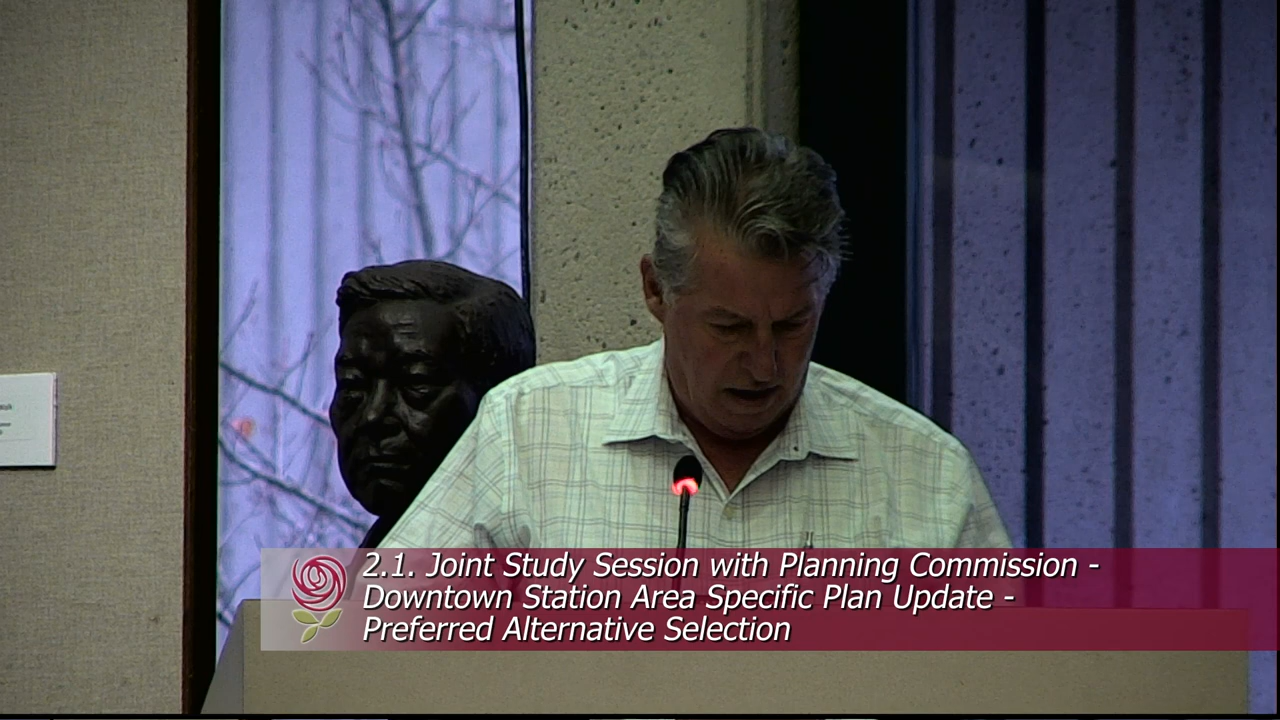 2.1. Joint Study Session with Planning Commission -
Downtown Station Area Specific Plan Update -
Preferred Alternative Selection